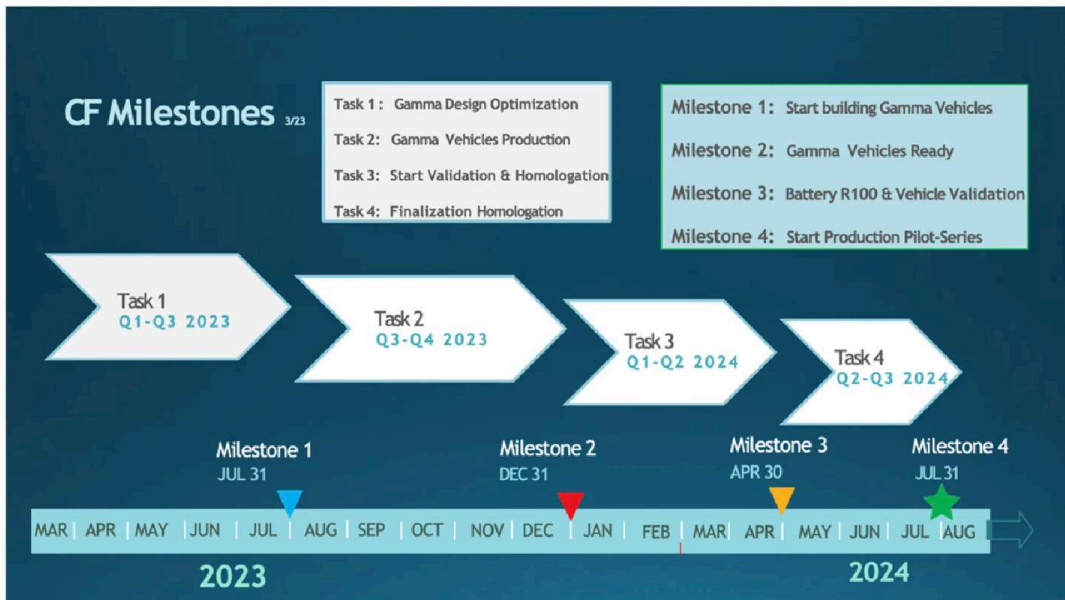 CF Milestones 3/23
Task 1: Gamma Design Optimization
Task 2: Gamma Vehicles Production
Task 3: Start Validation & Homologation
Task 4: Finalization Homologation
Milestone 1: Start building Gamma Vehicles
Milestone 2: Gamma Vehicles Ready
Milestone 3: Battery R100 & Vehicle Validation
Milestone 4: Start Production Pilot-Series
Task 1
Q1-Q3 2023
Task 2
Q3-Q4 2023
Task 3
Q1-Q2 2024
Task 4
Q2-Q3 2024
Milestone 1
JUL 31
Milestone 2
DEC 31
Milestone 3
APR 30
Milestone 4
JUL 31
MAR APR MAY JUN JUL AUG SEP OCT NOV DEC JAN FEB MAR APR MAY JUN JUL AUG
2023 2024